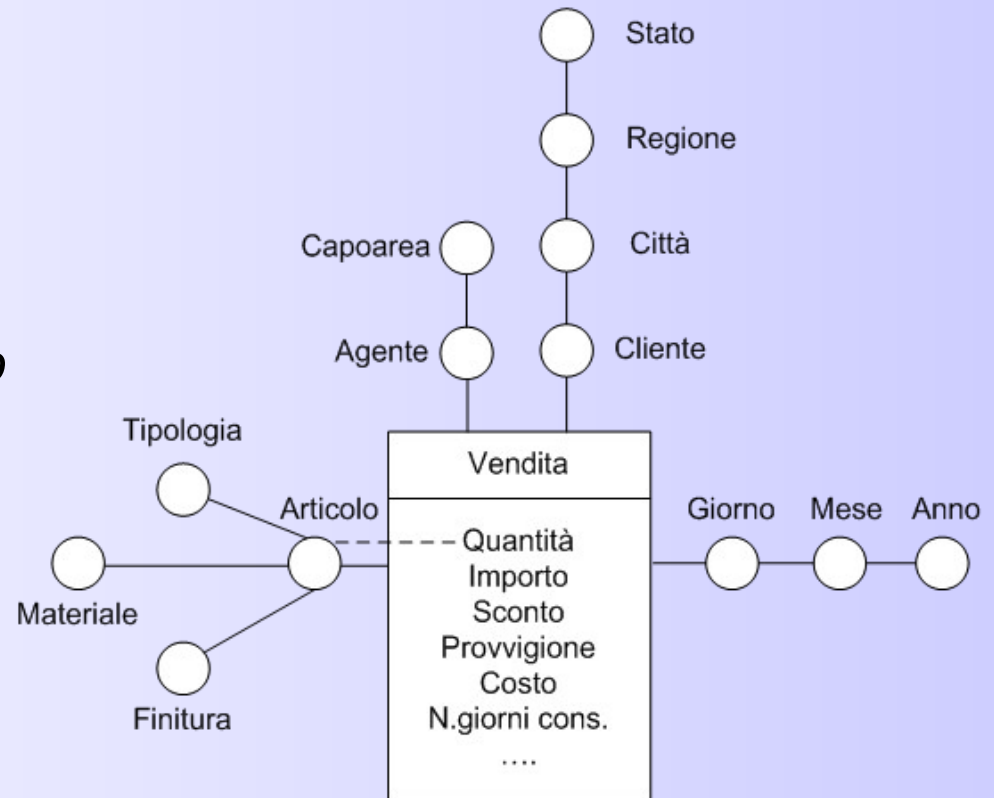 Stato
Regione
Capoarea
Città
Agente
Cliente
Tipologia
Vendita
Articolo
Giorno Mese Anno
Quantità
Importo
Materiale
Sconto
Provvigione
Costo
Finitura
N.giorni cons.
....